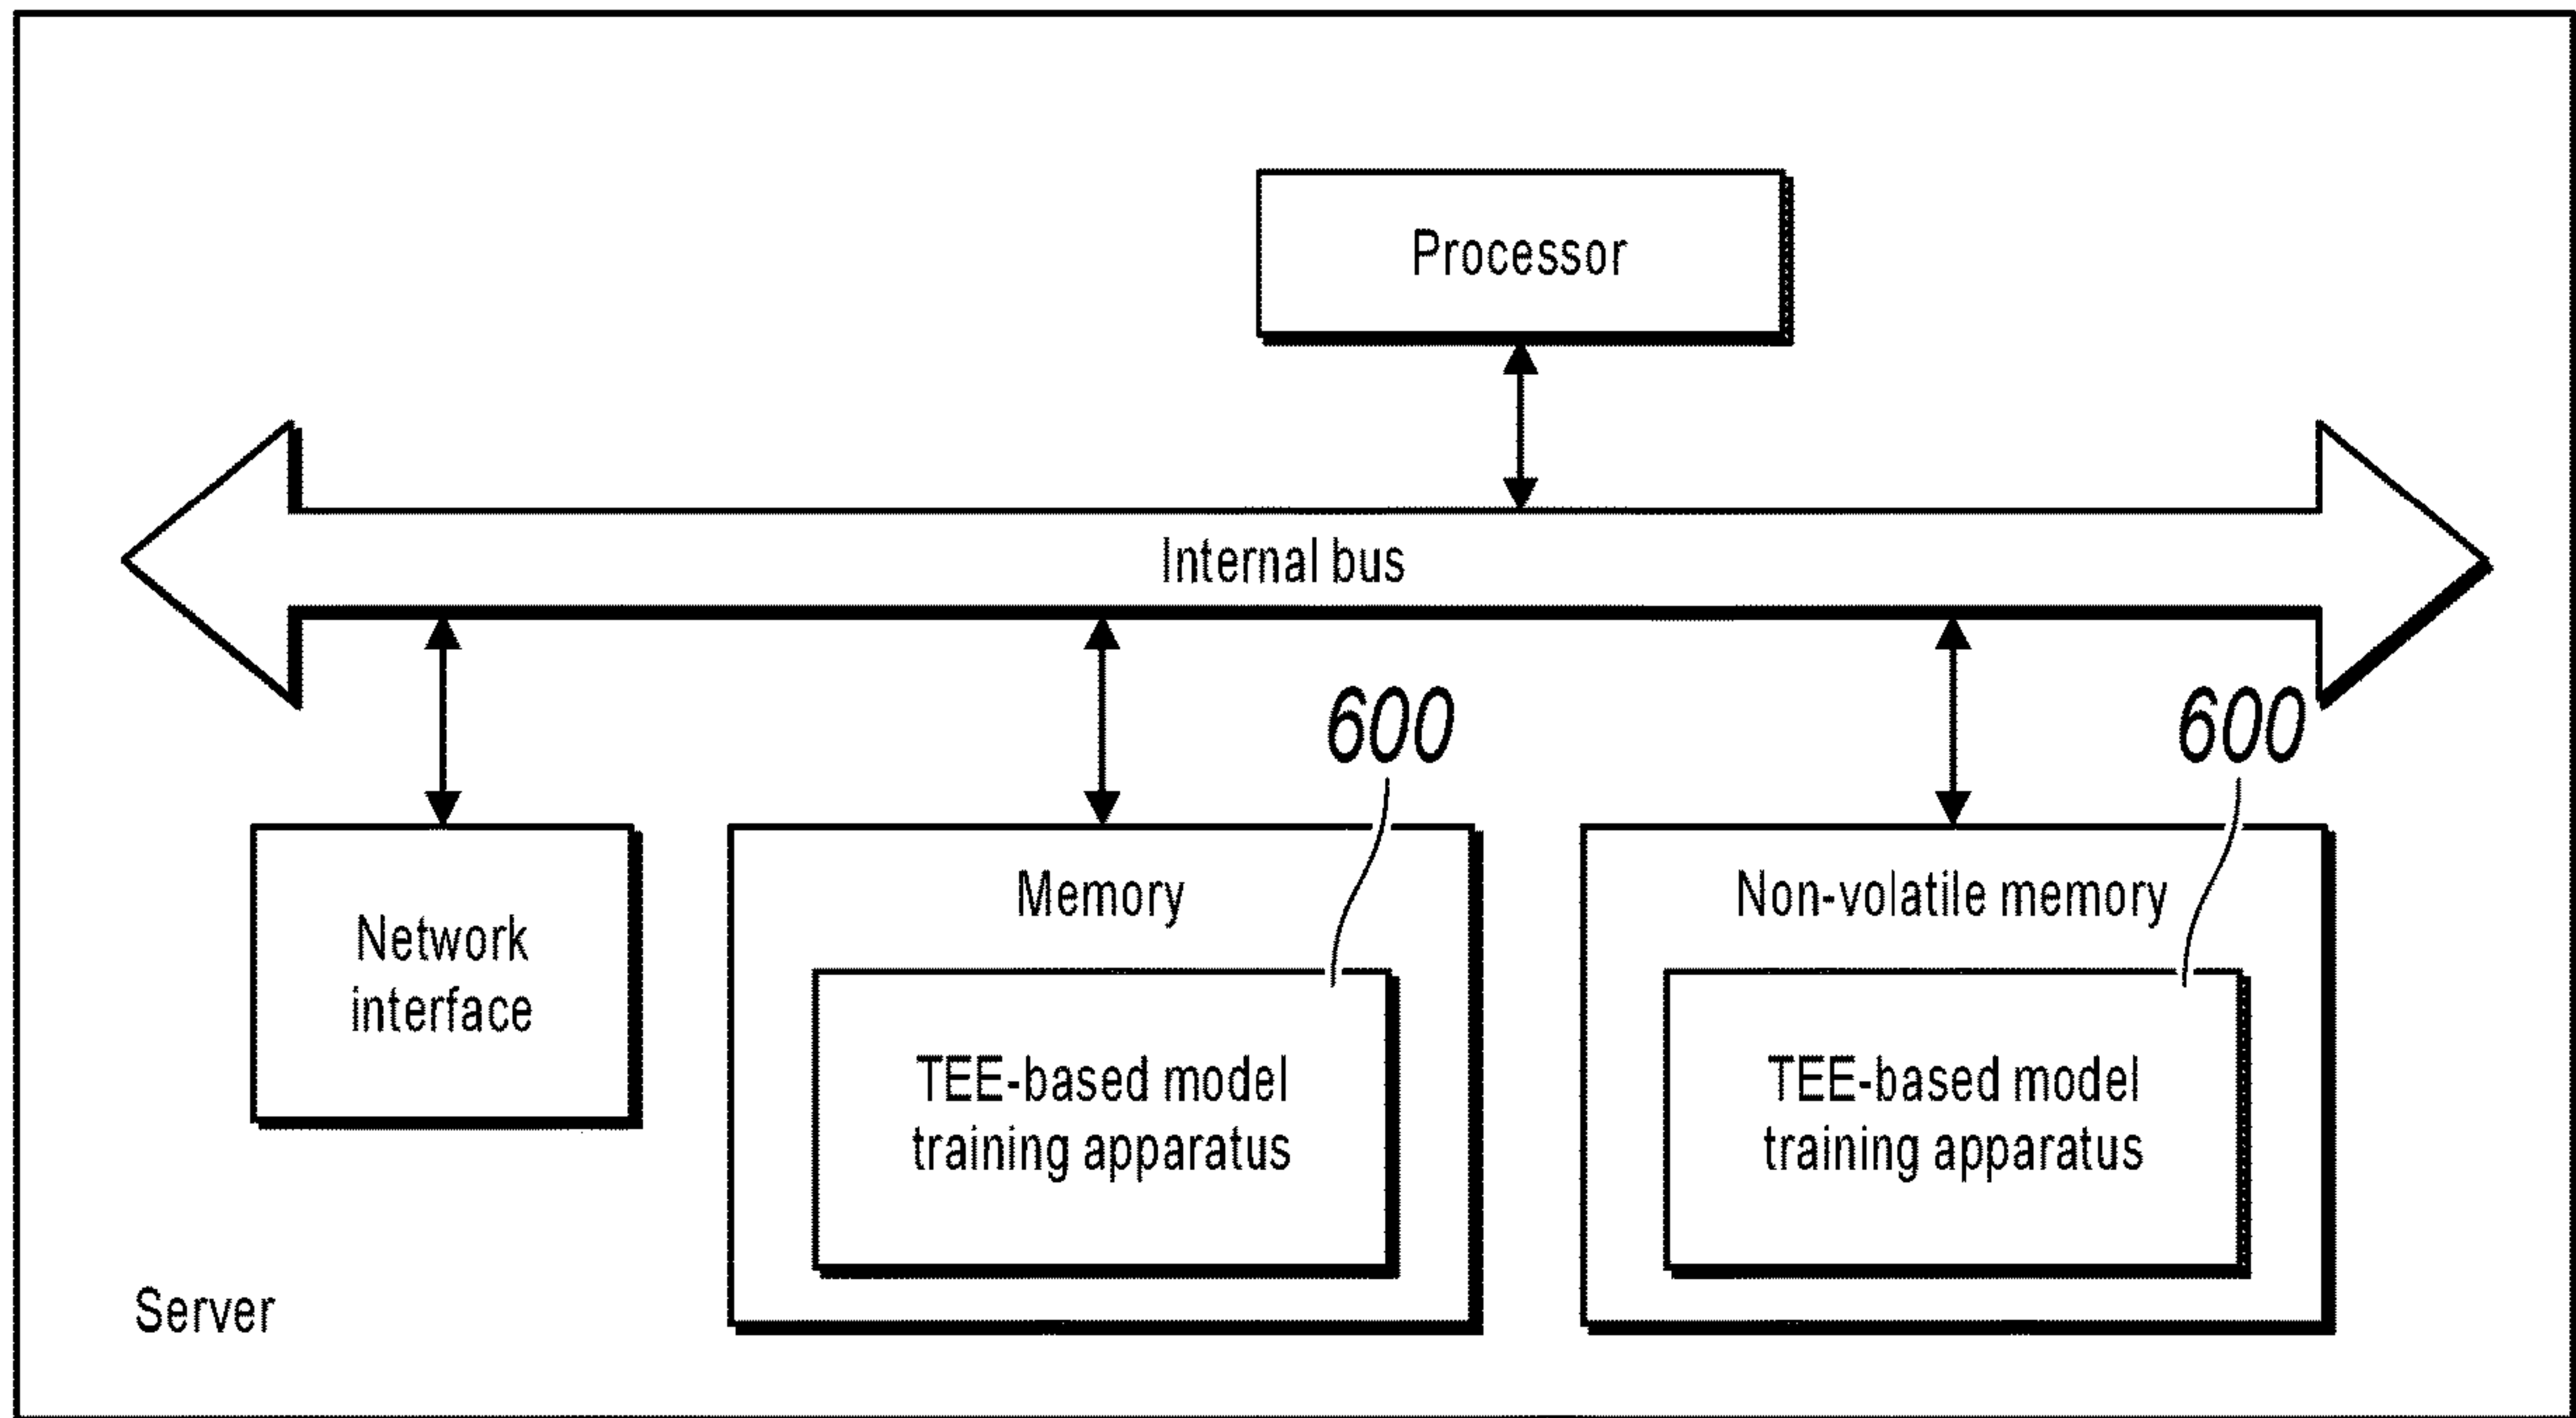 Processor
Internal bus
600
600
Network
interface
Memory
TEE-based model
training apparatus
Non-volatile memory
TEE-based model
training apparatus
Server